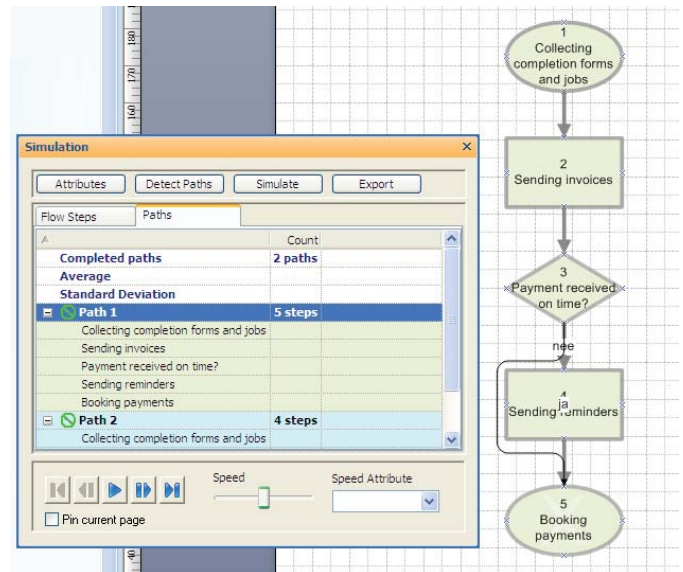 180
170
160
Simulation
Attributes Detect Paths Simulate Export
Flow Steps Paths
Count
Completed paths 2 paths
Average
Standard Deviation
Path 1 5 steps
Collecting completion forms and jobs
Sending invoices
Payment received on time?
Sending reminders
Booking payments
Path 2 4 steps
Collecting completion forms and jobs
Speed Speed Attribute
Pin current page
1
Collecting
completion forms
and jobs
2
Sending invoices
3
Payment received
on time?
nee
ja
Sending reminders
5
Booking
payments